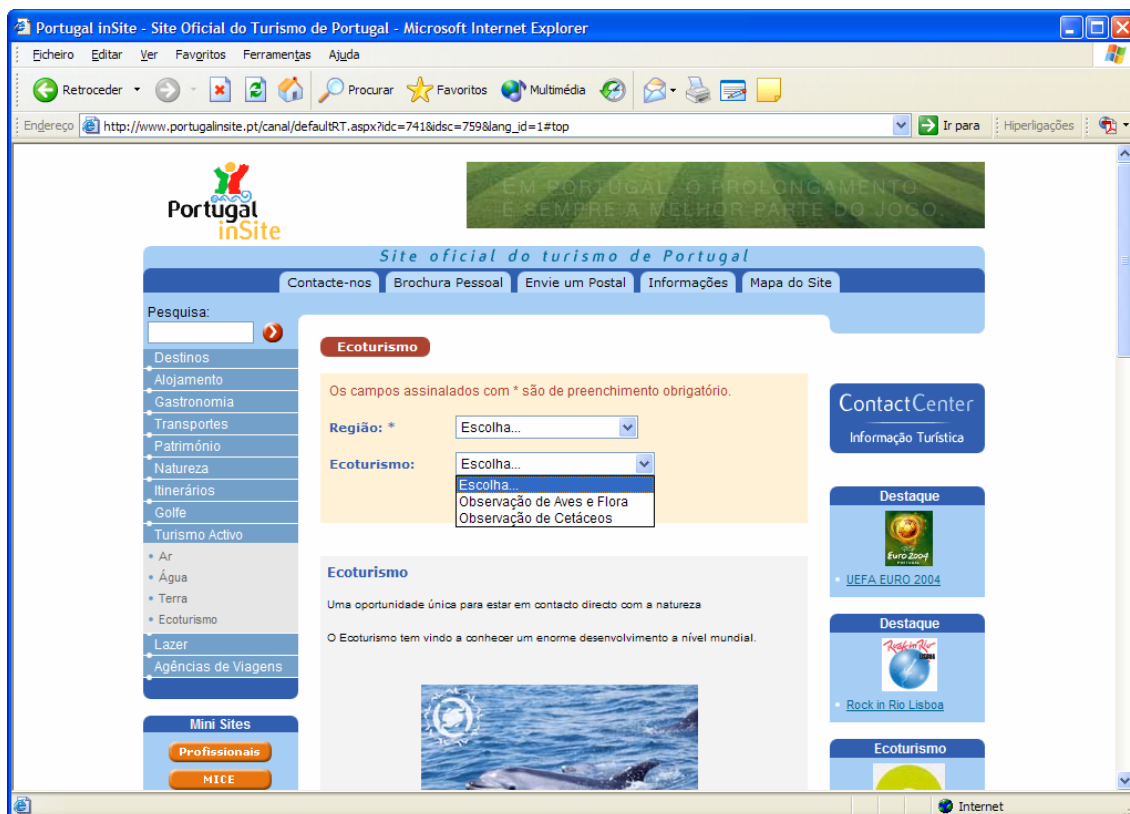 Portugal inSite - Site Oficial do Turismo de Portugal - Microsoft Internet Explorer
Ficheiro Editar Ver Favoritos Ferramentas Ajuda
Retroceder Procurar Favoritos Multimédia
Endereço http://www.portugalinsite.pt/canal/defaultRT.aspx?idc=741&idsc=759&lang_id=1#top Ir para Hiperligações
Portugal
inSite
EM PORTUGAL, O PROLONGAMENTO
É SEMPRE A MELHOR PARTE DO JOGO.
Site oficial do turismo de Portugal
Contacte-nos Brochura Pessoal Envie um Postal Informações Mapa do Site
Pesquisa:
Destinos
Alojamento
Gastronomia
Transportes
Património
Natureza
Itinerários
Golfe
Turismo Activo
• Ar
• Água
• Terra
• Ecoturismo
Lazer
Agências de Viagens
Mini Sites
Profissionais
MICE
Ecoturismo
Os campos assinalados com * são de preenchimento obrigatório.
Região: * Escolha...
Ecoturismo: Escolha...
Escolha...
Observação de Aves e Flora
Observação de Cetáceos
Ecoturismo
Uma oportunidade única para estar em contacto directo com a natureza
O Ecoturismo tem vindo a conhecer um enorme desenvolvimento a nível mundial.
ContactCenter
Informação Turística
Destaque
Euro 2004
PORTUGAL
UEFA EURO 2004
Destaque
Rock in Rio
LISBOA
Rock in Rio Lisboa
Ecoturismo
Internet